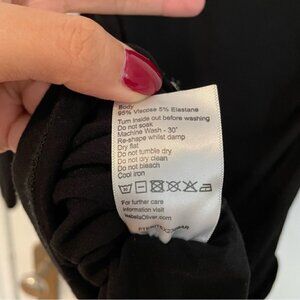 Body
95% Viscose 5% Elastane
Turn Inside out before washing
Do not soak
Machine Wash - 30°
Re-shape whilst damp
Dry flat
Do not tumble dry
Do not dry clean
Do not bleach
Cool iron
For further care
information visit
IsabellaOliver.com